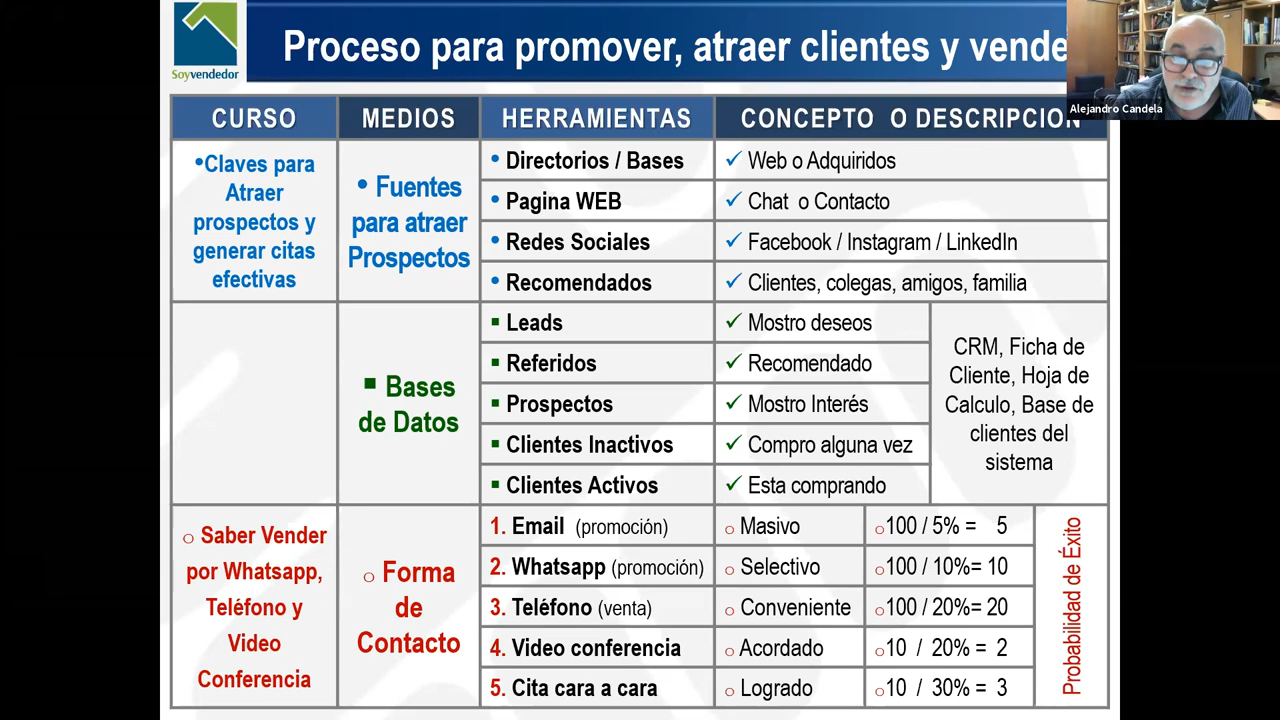 Soyvendedor
Proceso para promover, atraer clientes y vende
Alejandro Candela
CURSO
MEDIOS
HERRAMIENTAS
CONCEPTO O DESCRIPCION
•Claves para
Atraer
prospectos y
generar citas
efectivas
• Fuentes
para atraer
Prospectos
• Directorios / Bases
✓ Web o Adquiridos
• Pagina WEB
✓ Chat o Contacto
• Redes Sociales
✓ Facebook / Instagram / LinkedIn
• Recomendados
✓ Clientes, colegas, amigos, familia
▪ Bases
de Datos
▪ Leads
✓ Mostro deseos
▪ Referidos
✓ Recomendado
▪ Prospectos
✓ Mostro Interés
▪ Clientes Inactivos
✓ Compro alguna vez
▪ Clientes Activos
✓ Esta comprando
CRM, Ficha de
Cliente, Hoja de
Calculo, Base de
clientes del
sistema
o Saber Vender
por Whatsapp,
Teléfono y
Video
Conferencia
o Forma
de
Contacto
1. Email (promoción)
o Masivo
o100 / 5% = 5
2. Whatsapp (promoción)
o Selectivo
o100 / 10%= 10
3. Teléfono (venta)
o Conveniente
o100 / 20%= 20
4. Video conferencia
o Acordado
o10 / 20% = 2
5. Cita cara a cara
o Logrado
o10 / 30% = 3
Probabilidad de Éxito